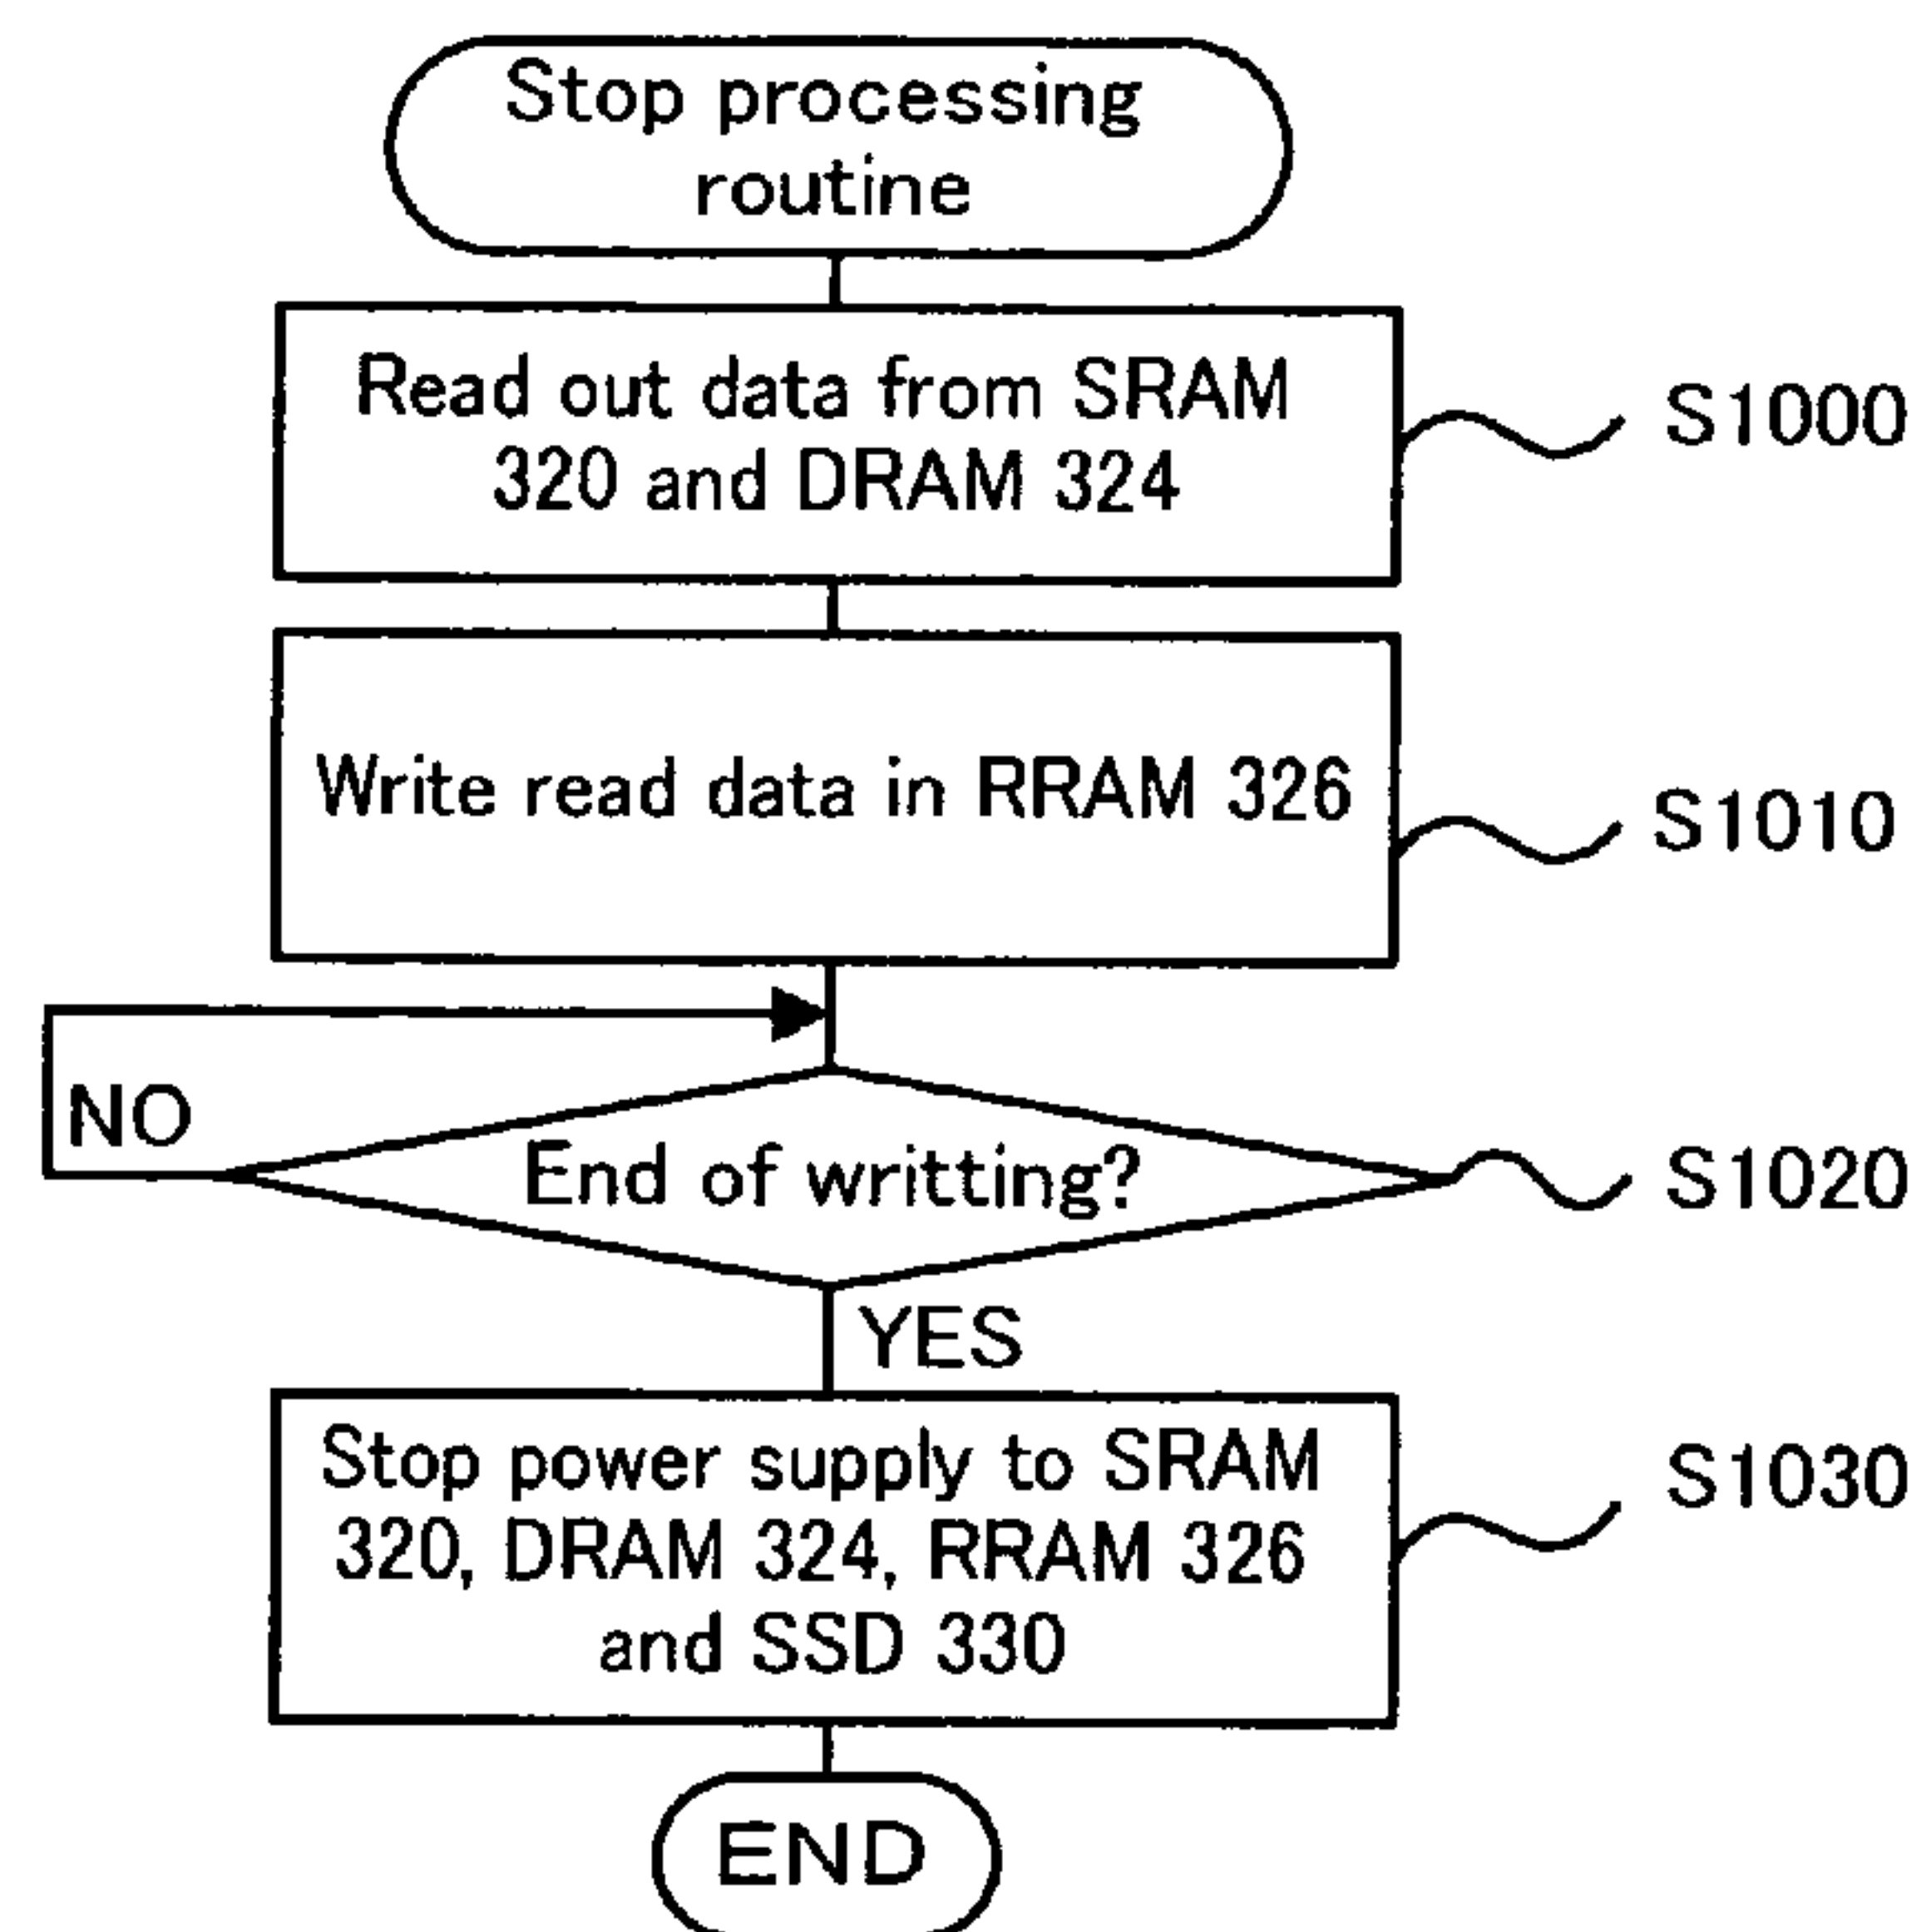 Stop processing
routine
Read out data from SRAM
320 and DRAM 324
S1000
Write read data in RRAM 326
S1010
NO
End of writting?
S1020
YES
Stop power supply to SRAM
320, DRAM 324, RRAM 326
and SSD 330
S1030
END